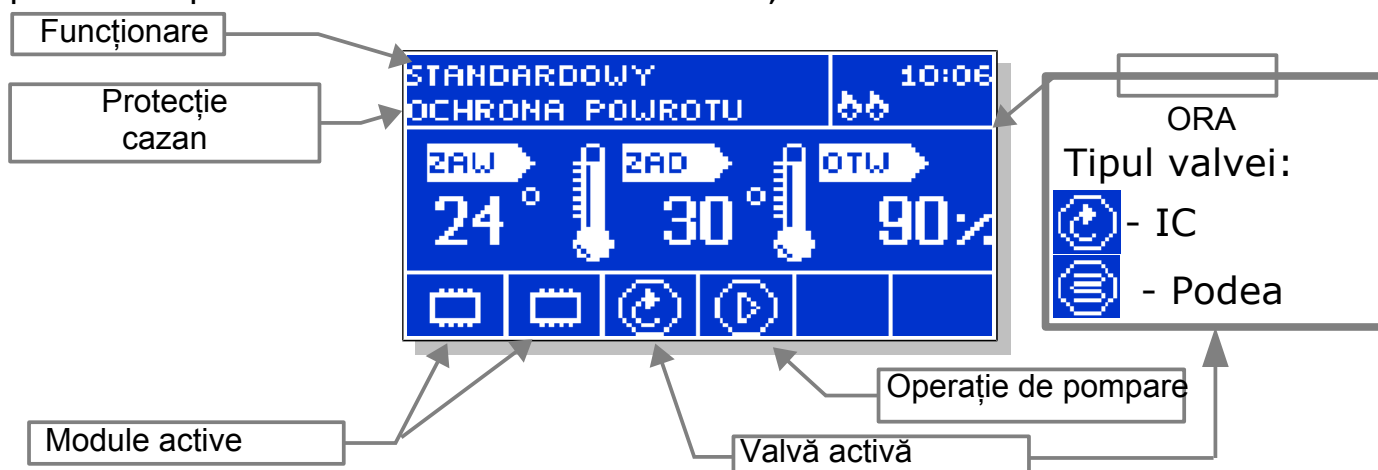 Funcționare
Protecție
cazan
STANDARDOWY
10:06
OCHRONA POWROTU
ZAW
ZAD
OTW
24°
30°
90%
ORA
Tipul valvei:
- IC
- Podea
Operație de pompare
Module active
Valvă activă